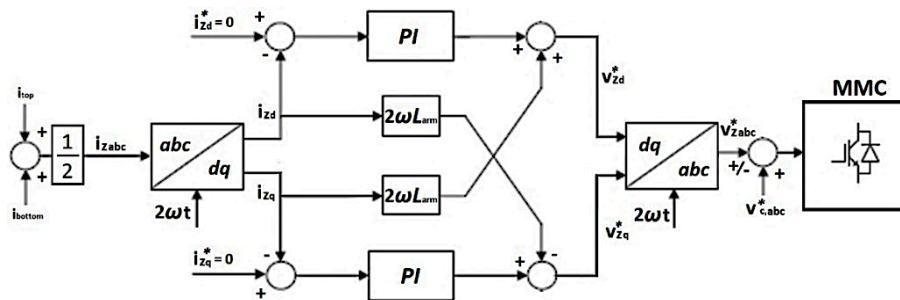 i*Zd = 0
+
-
PI
+
+
v*Zd
MMC
itop
+
+
1
2
iZabc
abc
dq
2ωt
iZd
2ωLarm
iZq
2ωLarm
dq
abc
2ωt
v*Zabc
+/-
+
v*c,abc
ibottom
v*Zq
i*Zq = 0
-
+
PI
+
-